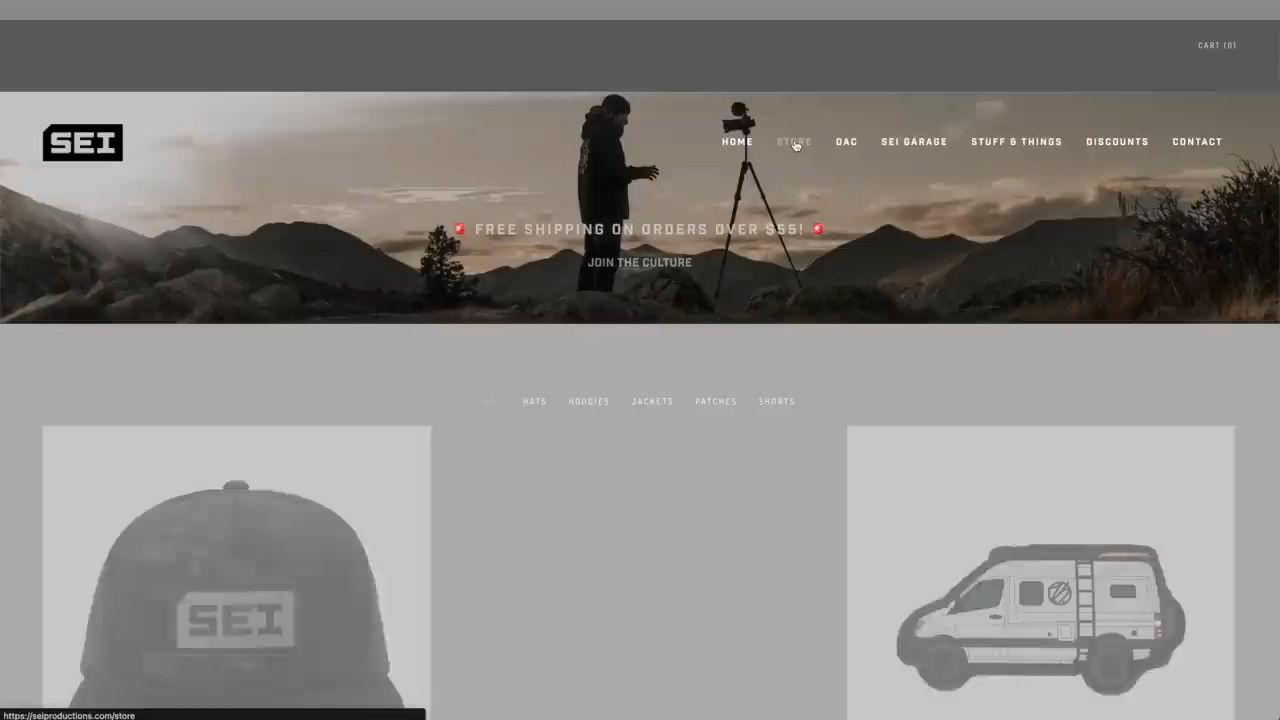 CART (0)
SEI
HOME STORE OAC SEI GARAGE STUFF & THINGS DISCOUNTS CONTACT
🚨 FREE SHIPPING ON ORDERS OVER $55! 🚨
JOIN THE CULTURE
HATS HOODIES JACKETS PATCHES SHORTS
SEI
https://seiproductions.com/store